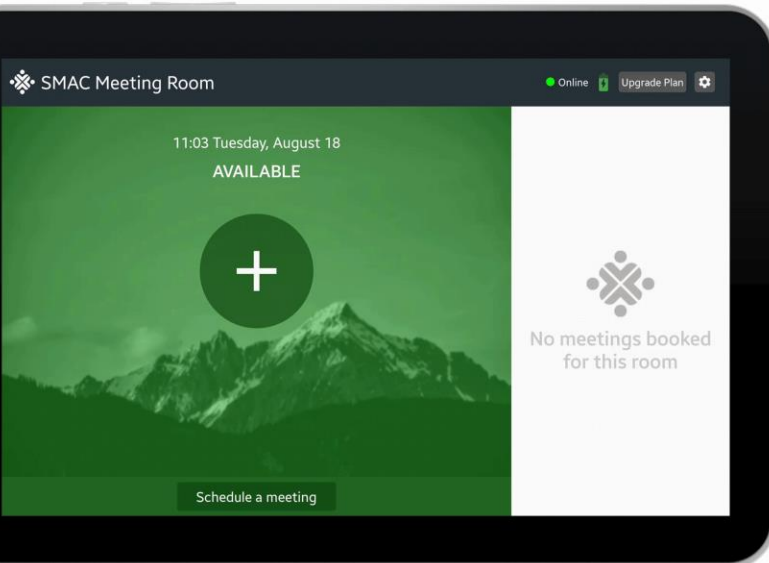 SMAC Meeting Room
Online
Upgrade Plan
11:03 Tuesday, August 18
AVAILABLE
Schedule a meeting
No meetings booked
for this room